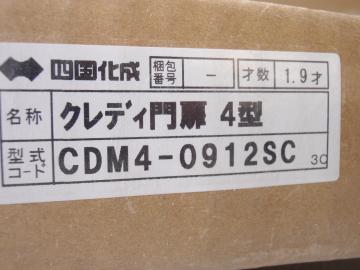 四国化成 梱包番号 － 才数 1.9才
名称 クレディ門扉 4型
型式コード CDM4-0912SC 3C